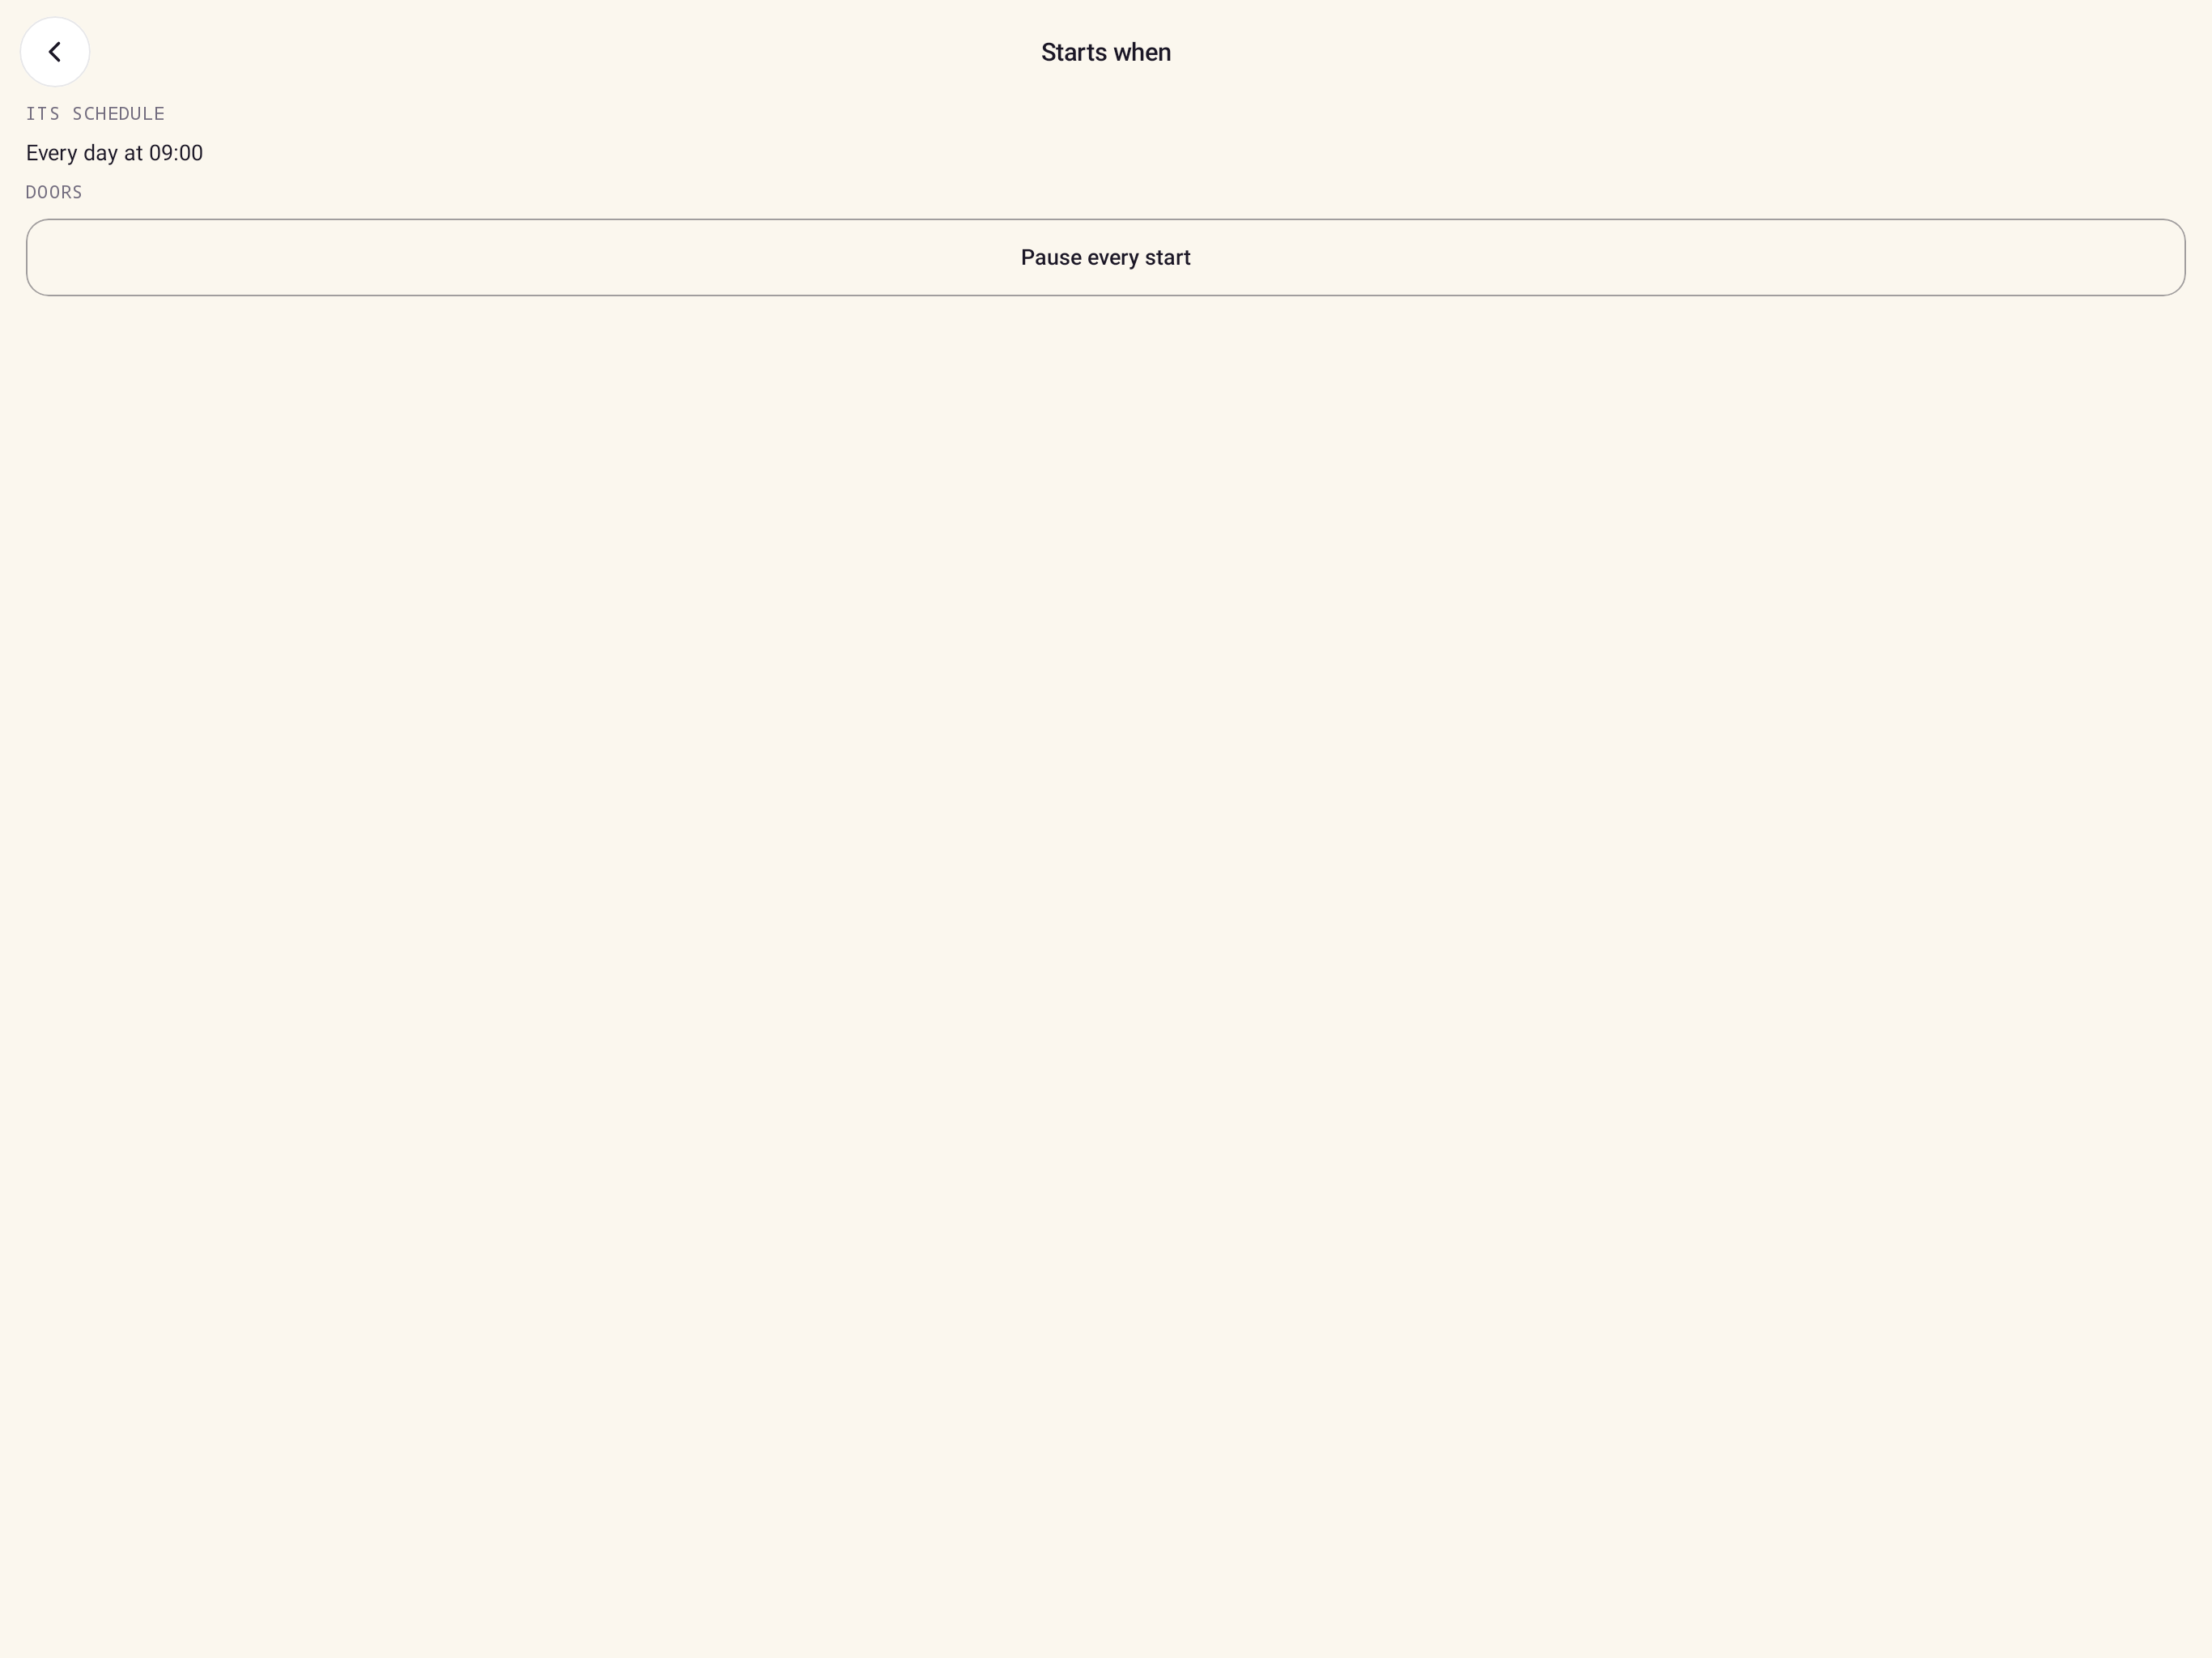 Starts when
ITS SCHEDULE
Every day at 09:00
DOORS
Pause every start